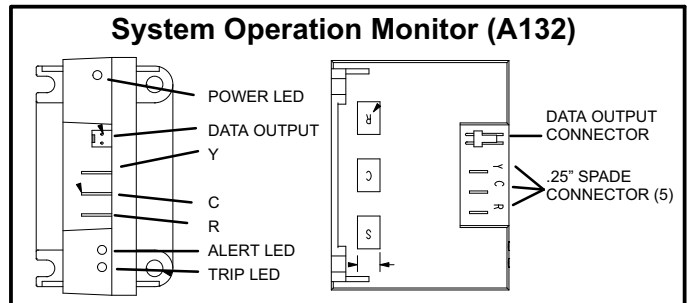 System Operation Monitor (A132)
POWER LED
DATA OUTPUT
Y
C
R
ALERT LED
TRIP LED
R
C
S
Y
C
R
DATA OUTPUT
CONNECTOR
.25” SPADE
CONNECTOR (5)